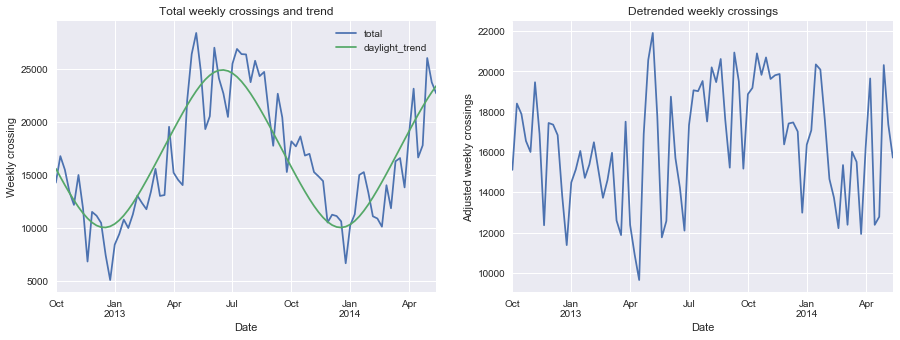 Total weekly crossings and trend
Weekly crossing
25000
20000
15000
10000
5000
total
daylight_trend
Oct Jan Apr Jul Oct Jan Apr
2013 2014
Date
Detrended weekly crossings
Adjusted weekly crossings
22000
20000
18000
16000
14000
12000
10000
Oct Jan Apr Jul Oct Jan Apr
2013 2014
Date